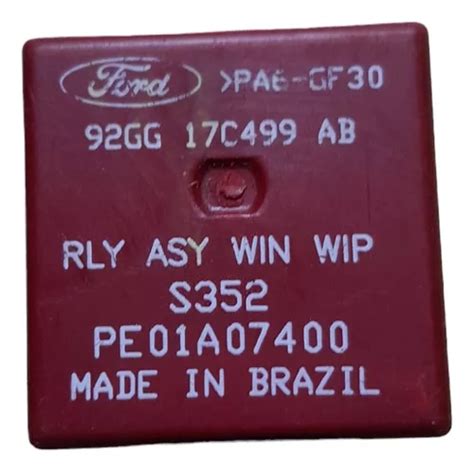 Ford >PA6-GF30
92GG 17C499 AB
RLY ASY WIN WIP
S352
PE01A07400
MADE IN BRAZIL